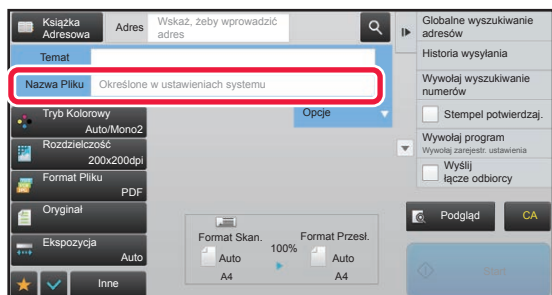 Książka
Adresowa
Adres
Wskaż, żeby wprowadzić
adres
Temat
Nazwa Pliku
Określone w ustawieniach systemu
Tryb Kolorowy
Auto/Mono2
Opcje
Rozdzielczość
200x200dpi
Format Pliku
PDF
Oryginał
Ekspozycja
Auto
Inne
Format Skan.
100%
Format Przesł.
Auto
Auto
A4
A4
Globalne wyszukiwanie
adresów
Historia wysyłania
Wywołaj wyszukiwanie
numerów
Stempel potwierdzaj.
Wywołaj program
Wywołaj zarejestr. ustawienia
Wyślij
łącze odbiorcy
Podgląd
CA
Start